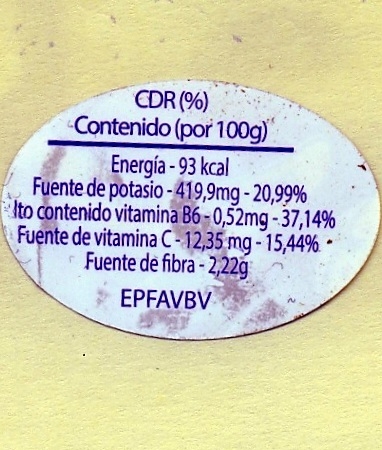 CDR (%)
Contenido (por 100g)
Energía - 93 kcal
Fuente de potasio - 419,9mg - 20,99%
lto contenido vitamina B6 - 0,52mg - 37,14%
Fuente de vitamina C - 12,35 mg - 15,44%
Fuente de fibra - 2,22g
EPFAVBV